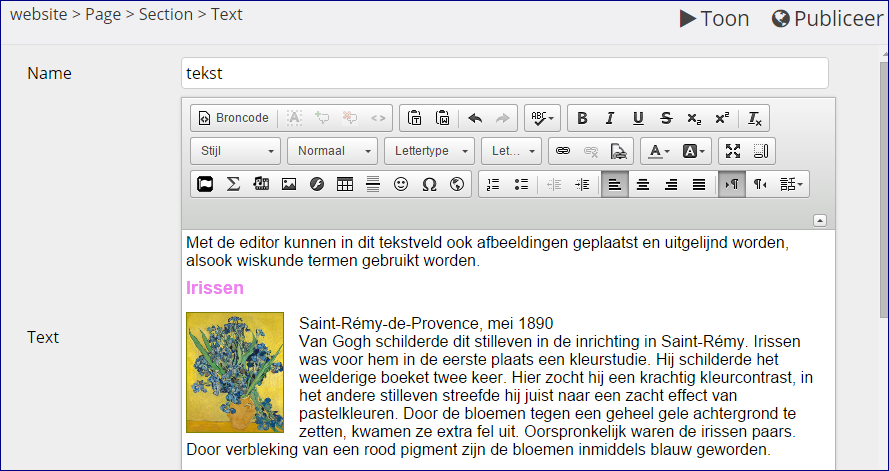 website > Page > Section > Text
Toon Publiceer
Name
tekst
Broncode
Stijl Normaal Lettertype Let...
Met de editor kunnen in dit tekstveld ook afbeeldingen geplaatst en uitgelijnd worden,
alsook wiskunde termen gebruikt worden.
Irissen
Text
Saint-Rémy-de-Provence, mei 1890
Van Gogh schilderde dit stilleven in de inrichting in Saint-Rémy. Irissen
was voor hem in de eerste plaats een kleurstudie. Hij schilderde het
weelderige boeket twee keer. Hier zocht hij een krachtig kleurcontrast, in
het andere stilleven streefde hij juist naar een zacht effect van
pastelkleuren. Door de bloemen tegen een geheel gele achtergrond te
zetten, kwamen ze extra fel uit. Oorspronkelijk waren de irissen paars.
Door verbleking van een rood pigment zijn de bloemen inmiddels blauw geworden.